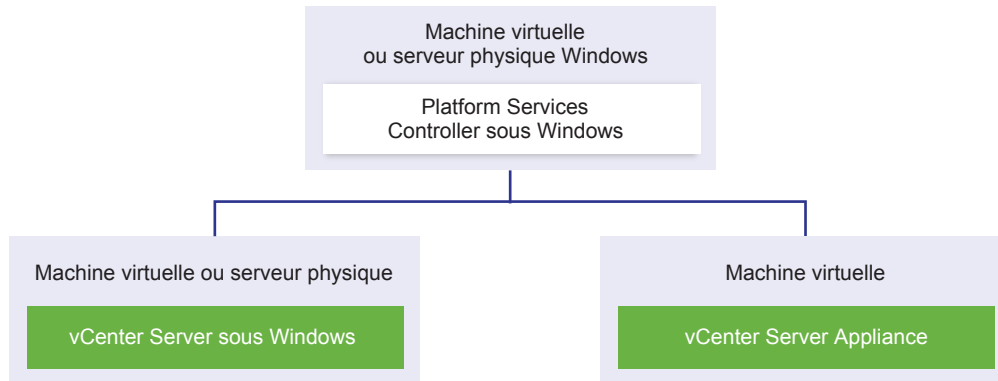 Machine virtuelle
ou serveur physique Windows
Platform Services
Controller sous Windows
Machine virtuelle ou serveur physique
vCenter Server sous Windows
Machine virtuelle
vCenter Server Appliance